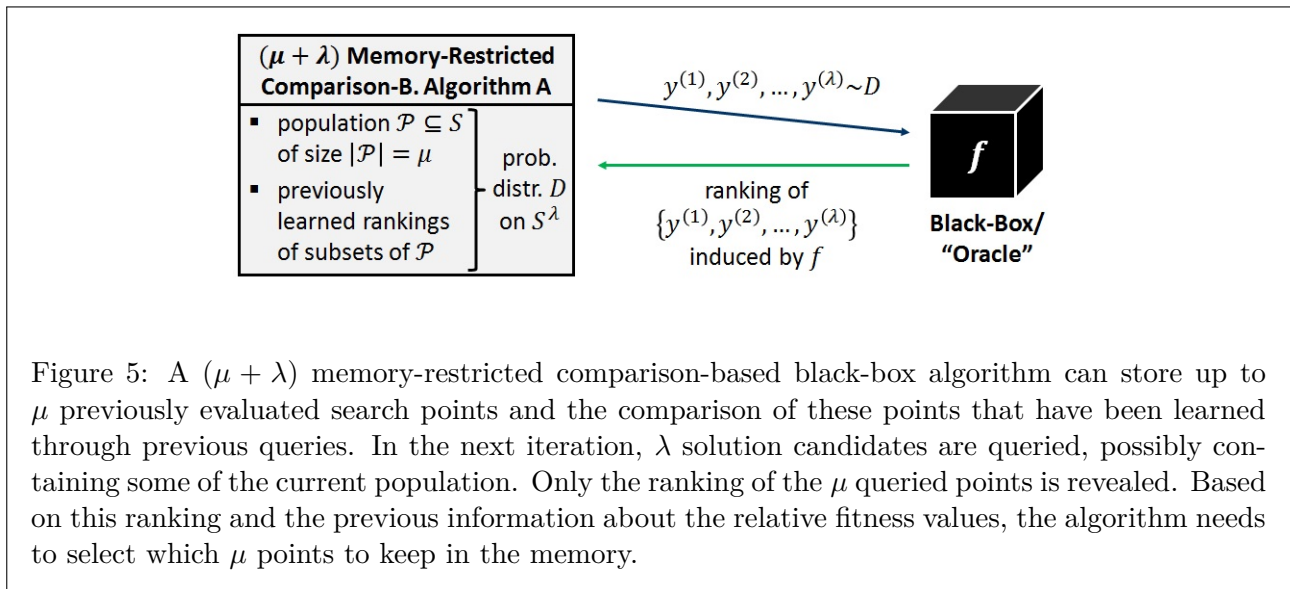 (μ + λ) Memory-Restricted
Comparison-B. Algorithm A
▪ population 𝒫 ⊆ S
of size |𝒫| = μ
▪ previously
learned rankings
of subsets of 𝒫
prob.
distr. D
on S^λ
y^(1), y^(2), …, y^(λ)~D
ranking of
{y^(1), y^(2), …, y^(λ)}
induced by f
f
Black-Box/
“Oracle”
Figure 5: A (μ + λ) memory-restricted comparison-based black-box algorithm can store up to
μ previously evaluated search points and the comparison of these points that have been learned
through previous queries. In the next iteration, λ solution candidates are queried, possibly con-
taining some of the current population. Only the ranking of the μ queried points is revealed. Based
on this ranking and the previous information about the relative fitness values, the algorithm needs
to select which μ points to keep in the memory.